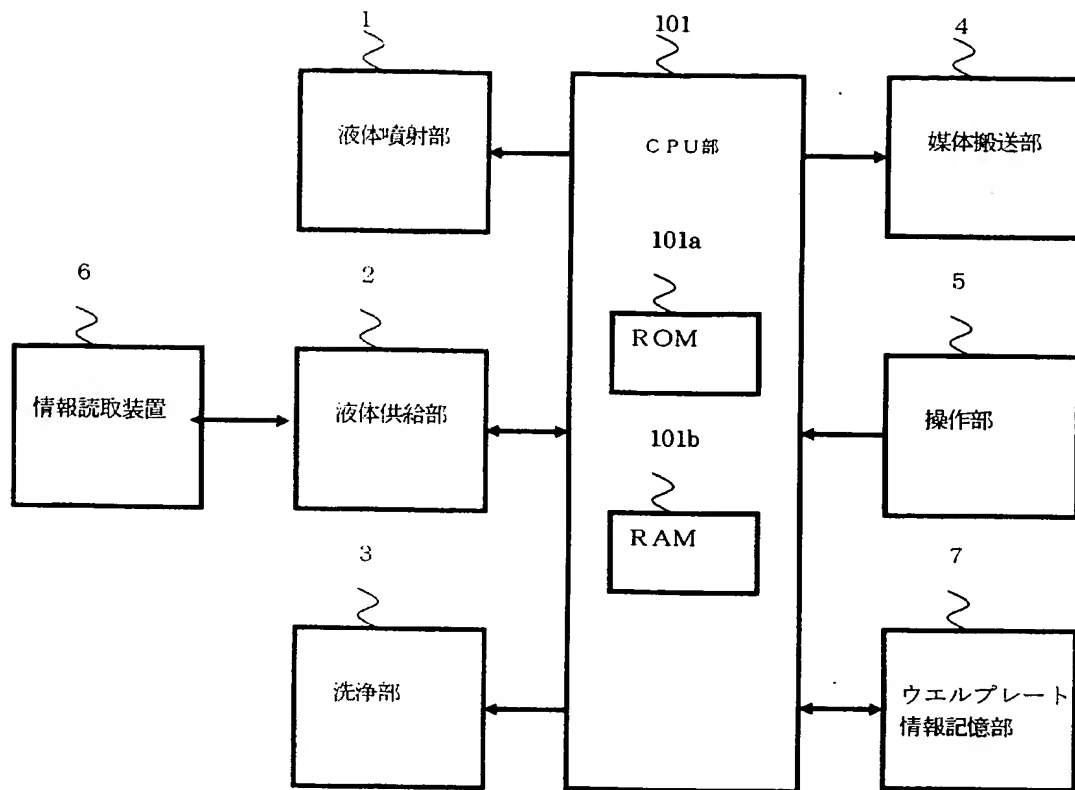 1
101
4
液体噴射部
CPU部
媒体搬送部
101a
6
2
5
ROM
情報読取装置
液体供給部
操作部
101b
RAM
3
7
洗浄部
ウエルプレート
情報記憶部